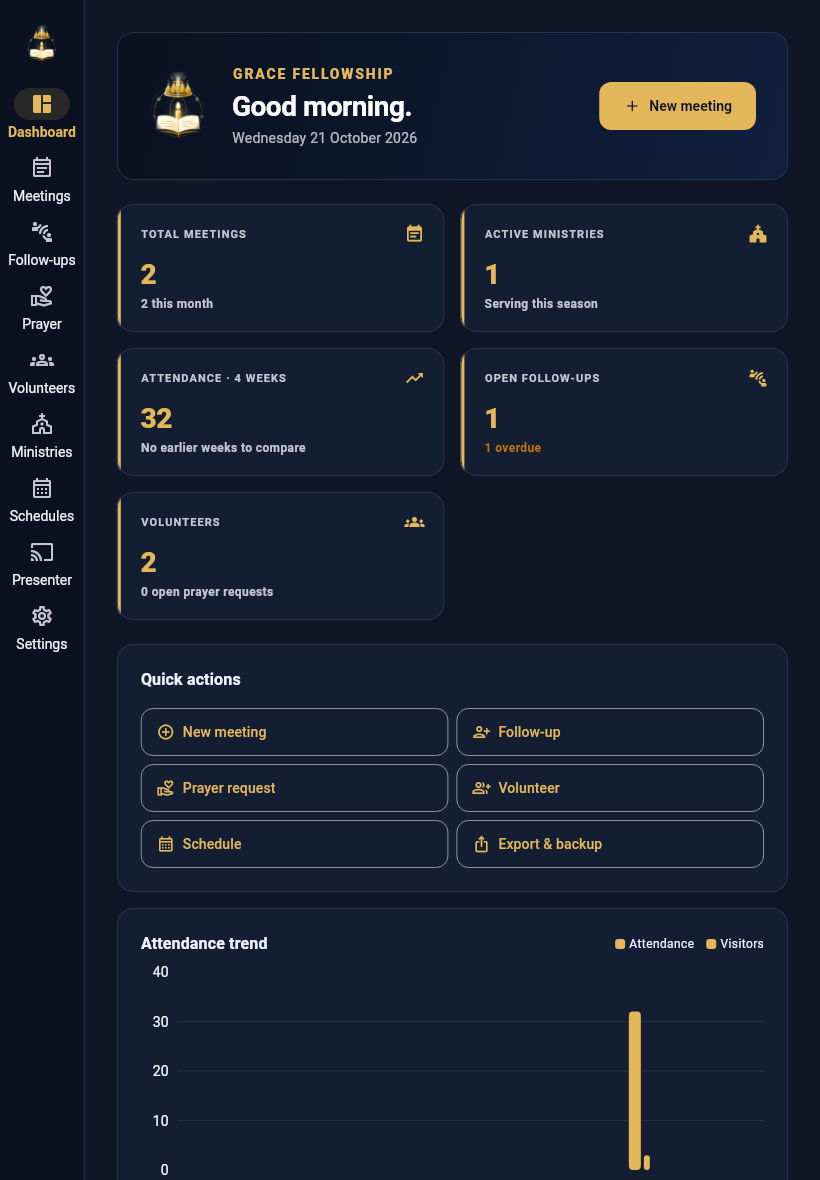 GRACE FELLOWSHIP
Good morning.
Wednesday 21 October 2026
New meeting
Dashboard
Meetings
Follow-ups
Prayer
Volunteers
Ministries
Schedules
Presenter
Settings
TOTAL MEETINGS
2
2 this month
ACTIVE MINISTRIES
1
Serving this season
ATTENDANCE · 4 WEEKS
32
No earlier weeks to compare
OPEN FOLLOW-UPS
1
1 overdue
VOLUNTEERS
2
0 open prayer requests
Quick actions
New meeting
Follow-up
Prayer request
Volunteer
Schedule
Export & backup
Attendance trend
Attendance
Visitors
40
30
20
10
0